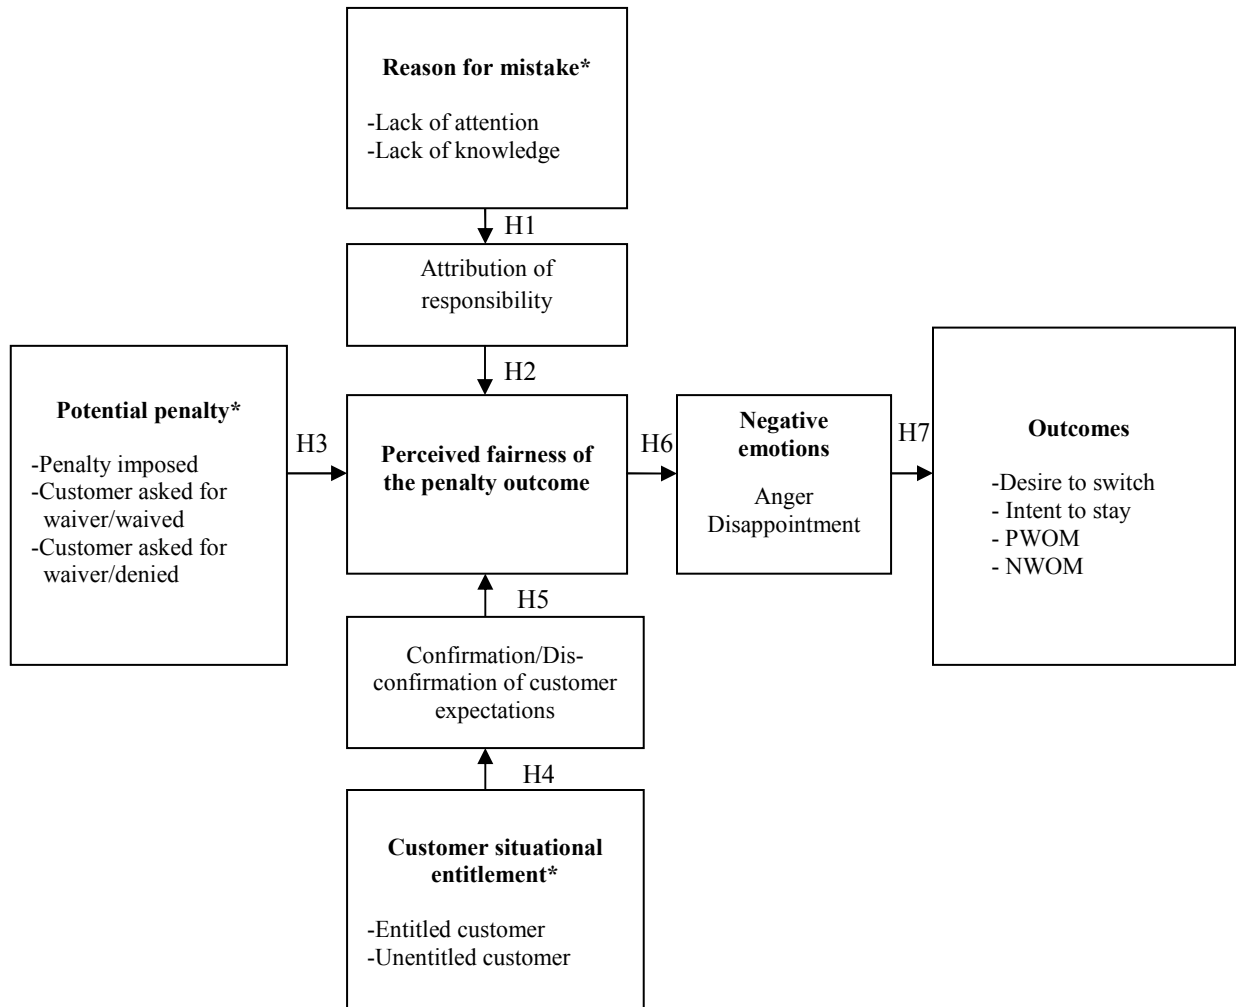 Reason for mistake*
-Lack of attention
-Lack of knowledge
H1
Attribution of
responsibility
H2
Potential penalty*
-Penalty imposed
-Customer asked for
waiver/waived
-Customer asked for
waiver/denied
H3
Perceived fairness of
the penalty outcome
H6
Negative
emotions
Anger
Disappointment
H7
Outcomes
-Desire to switch
- Intent to stay
- PWOM
- NWOM
H5
Confirmation/Dis-
confirmation of customer
expectations
H4
Customer situational
entitlement*
-Entitled customer
-Unentitled customer